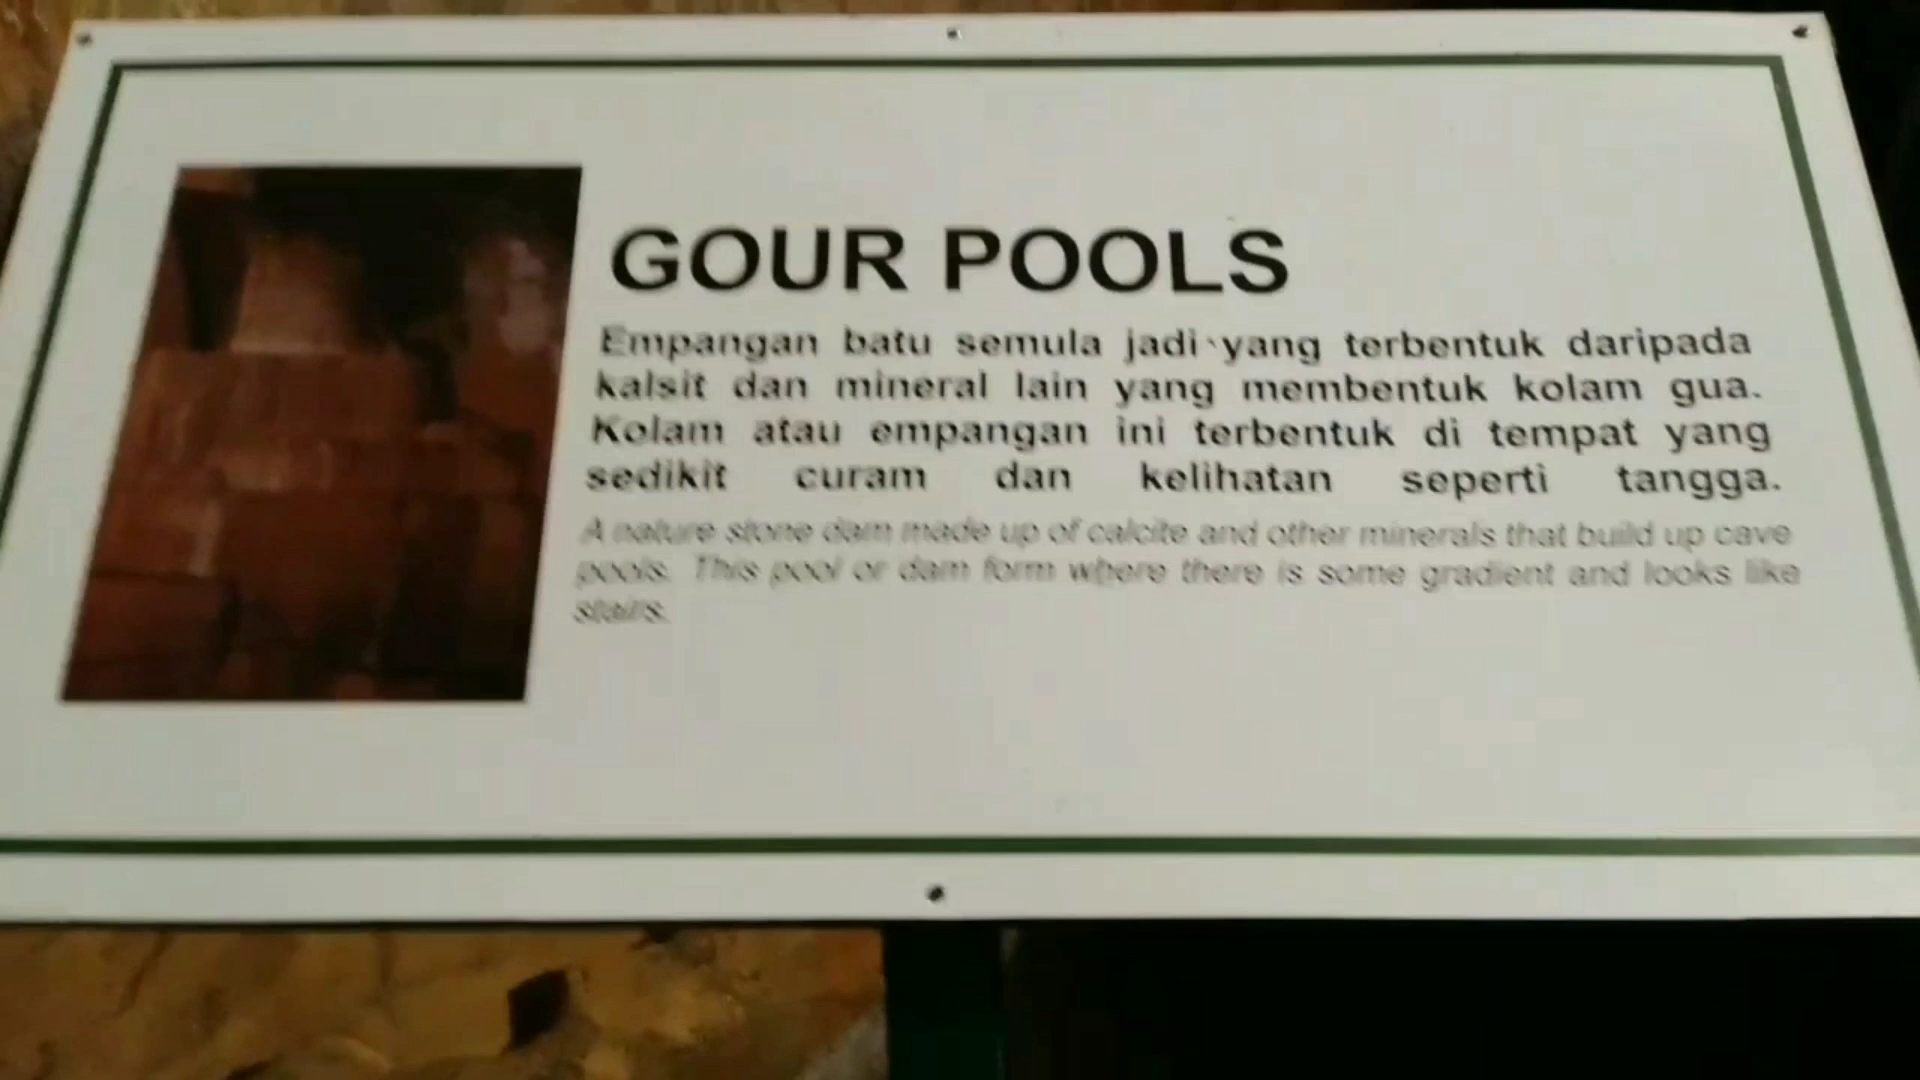 GOUR POOLS
Empangan batu semula jadi yang terbentuk daripada
kalsit dan mineral lain yang membentuk kolam gua.
Kolam atau empangan ini terbentuk di tempat yang
sedikit curam dan kelihatan seperti tangga.
A nature stone dam made up of calcite and other minerals that build up cave
pools. This pool or dam form where there is some gradient and looks like
stairs.